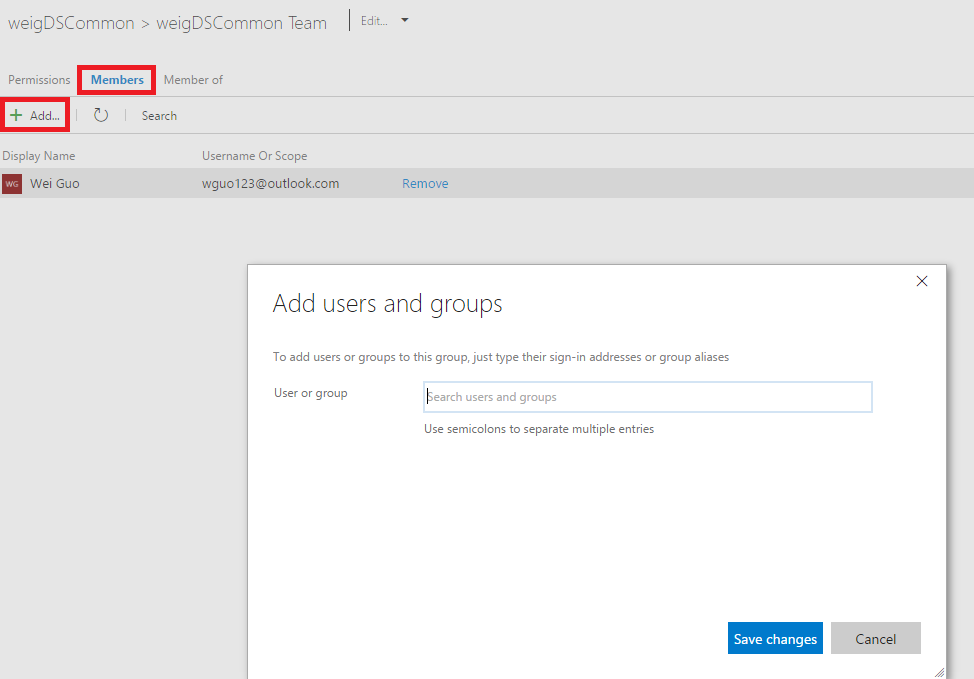 weigDSCommon > weigDSCommon Team Edit...
Permissions Members Member of
+ Add... Search
Display Name Username Or Scope
WG Wei Guo wguo123@outlook.com Remove
Add users and groups
To add users or groups to this group, just type their sign-in addresses or group aliases
User or group Search users and groups
Use semicolons to separate multiple entries
Save changes Cancel